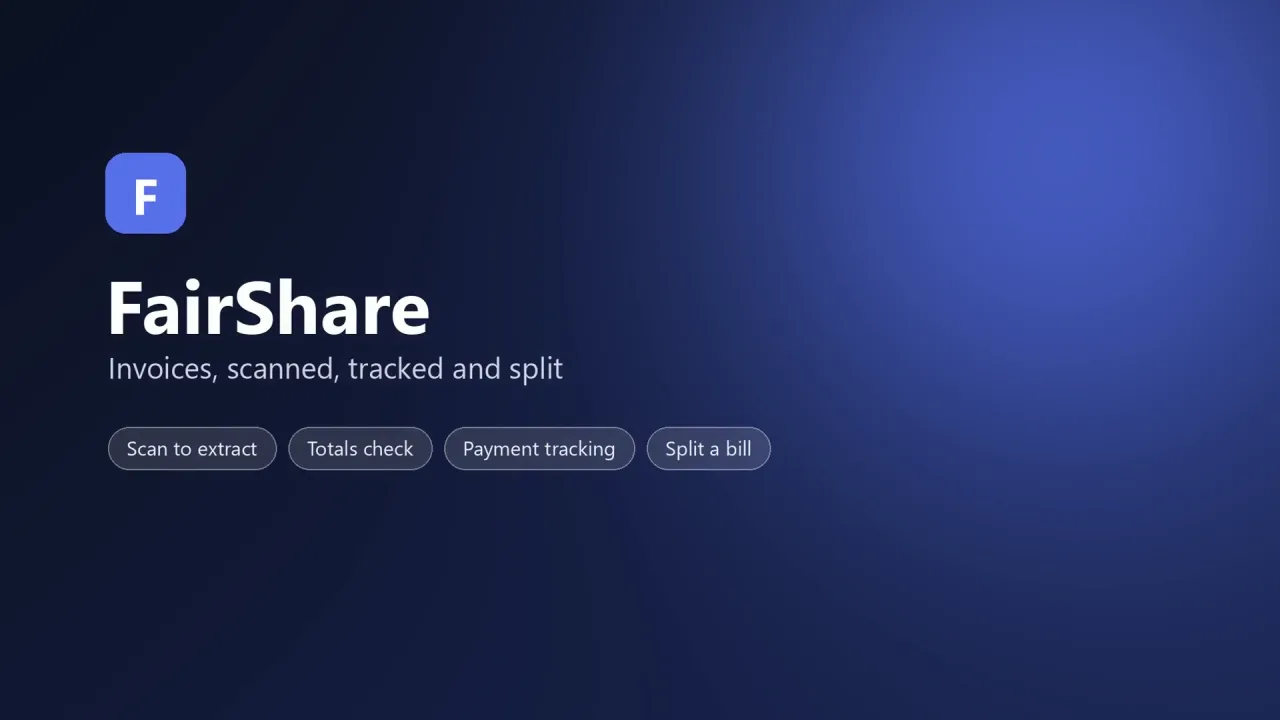 F
FairShare
Invoices, scanned, tracked and split
Scan to extract Totals check Payment tracking Split a bill